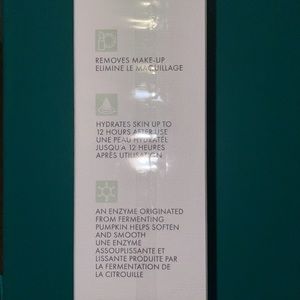 REMOVES MAKE-UP
ELIMINE LE MAQUILLAGE
HYDRATES SKIN UP TO
12 HOURS AFTER USE
UNE PEAU HYDRATÉE
JUSQU'A 12 HEURES
APRÈS UTILISATION
AN ENZYME ORIGINATED
FROM FERMENTING
PUMPKIN HELPS SOFTEN
AND SMOOTH
UNE ENZYME
ASSOUPLISSANTE ET
LISSANTE PRODUITE PAR
LA FERMENTATION DE
LA CITROUILLE